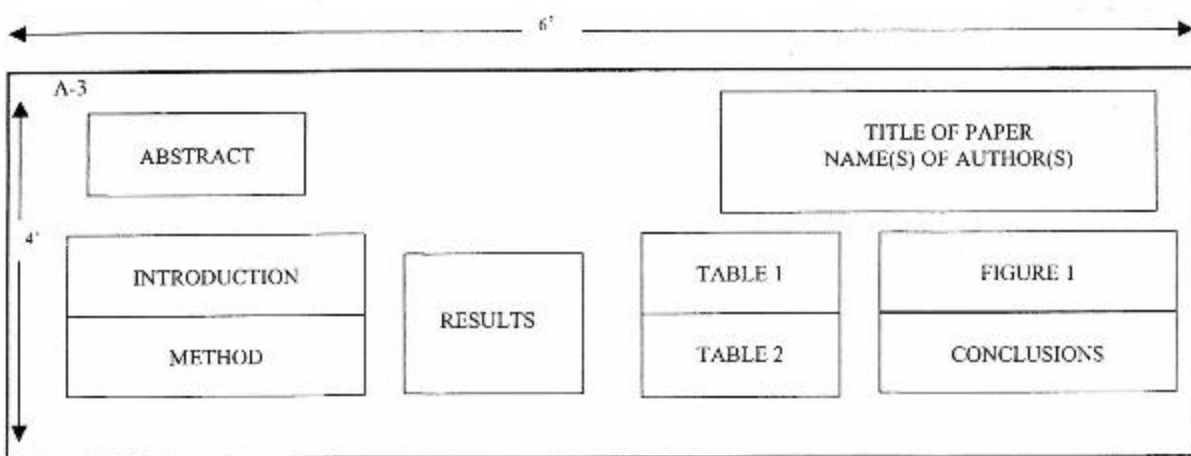 6'
A-3
ABSTRACT
TITLE OF PAPER
NAME(S) OF AUTHOR(S)
4'
INTRODUCTION
METHOD
RESULTS
TABLE 1
TABLE 2
FIGURE 1
CONCLUSIONS